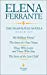 ELENA
FERRANTE
THE NEAPOLITAN NOVELS
My Brilliant Friend
The Story of a New Name
Those Who Leave
and Those Who Stay
The Story of the Lost Child